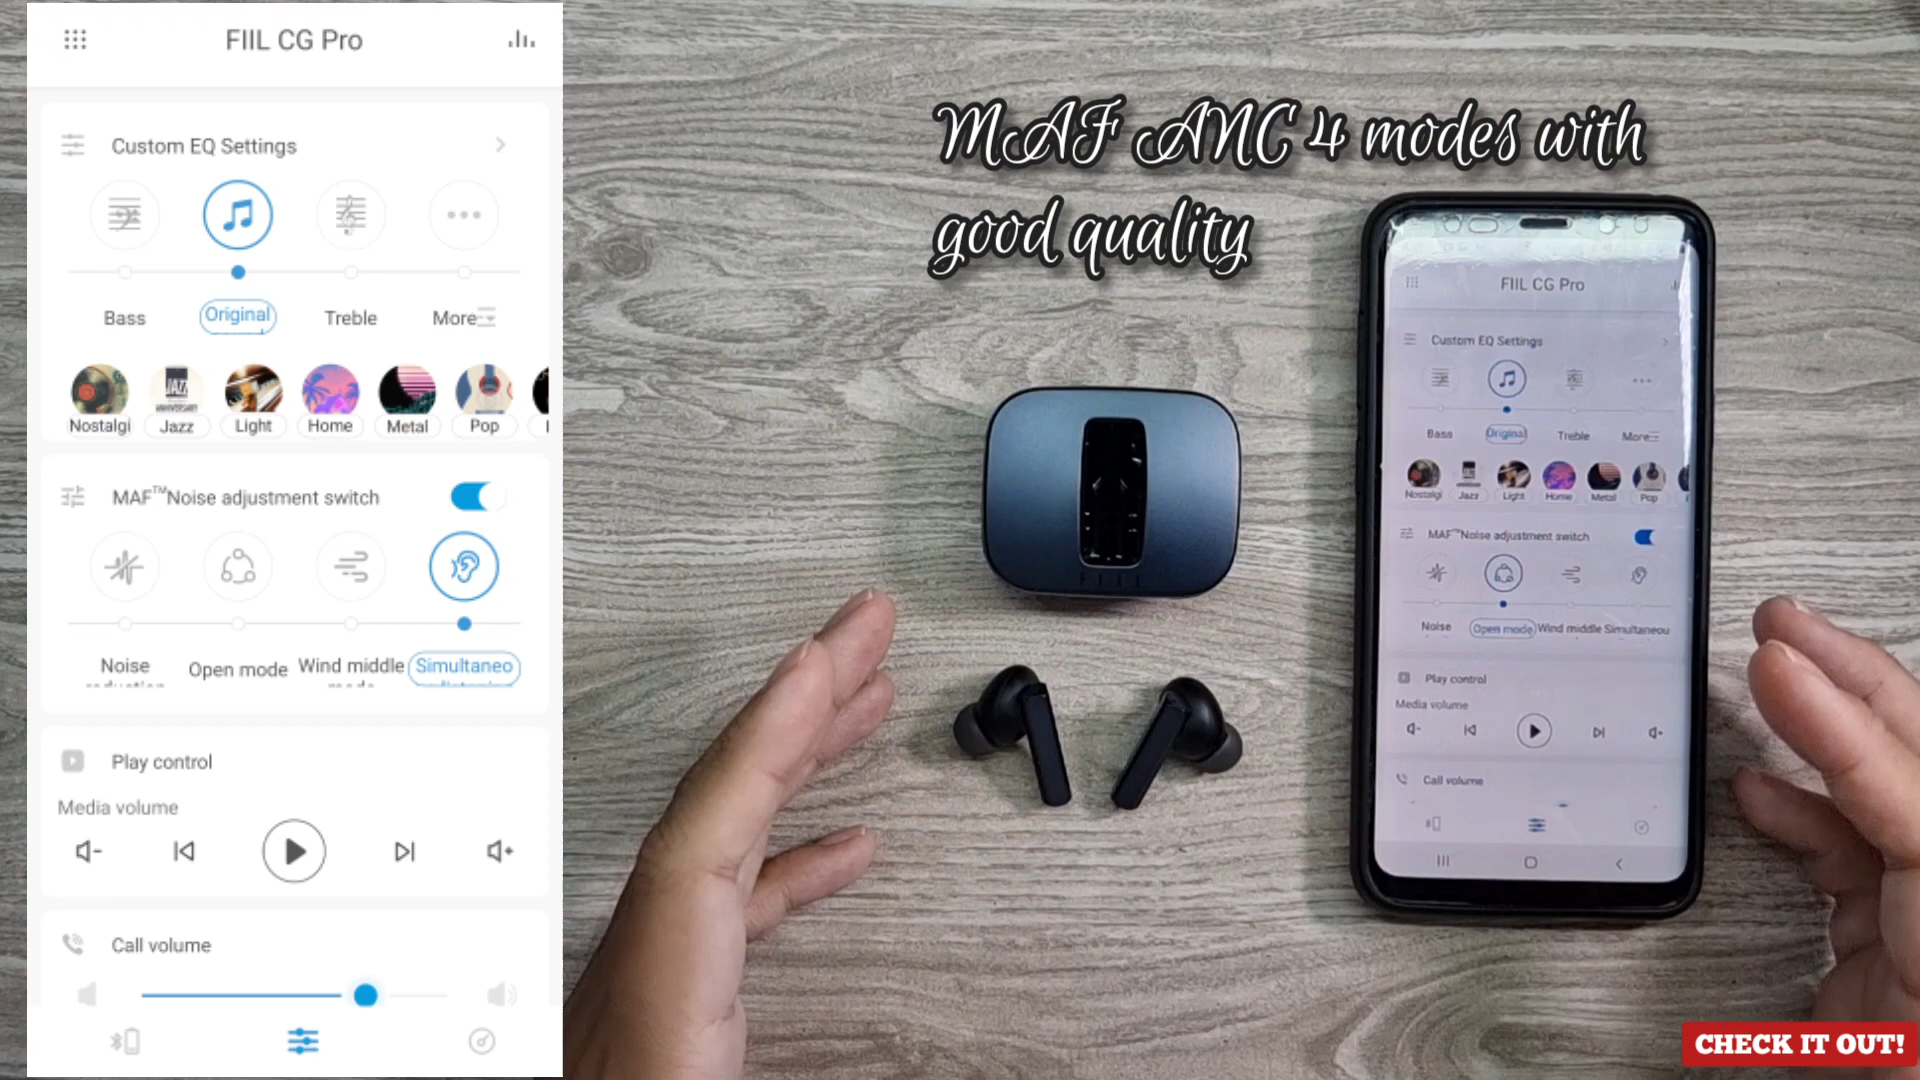 FIIL CG Pro
Custom EQ Settings
Bass
Original
Treble
More
JAZZ
ANNIVERSARY
Nostalgi
Jazz
Light
Home
Metal
Pop
MAF™Noise adjustment switch
Noise
Open mode
Wind middle
Simultaneo
Play control
Media volume
Call volume
MAF ANC 4 modes with
good quality
FIIL
FIIL CG Pro
Custom EQ Settings
Bass
Original
Treble
More
Nostalgi
Jazz
Light
Home
Metal
Pop
MAF™Noise adjustment switch
Noise
Open mode
Wind middle
Simultaneou
Play control
Media volume
Call volume
CHECK IT OUT!